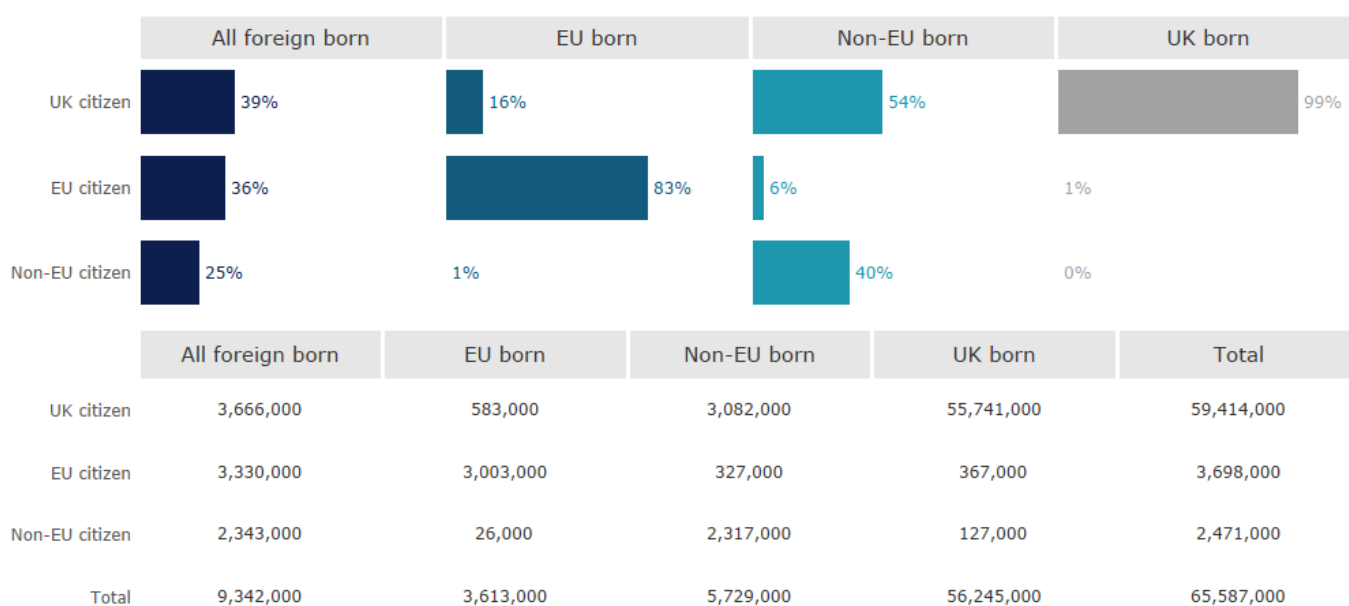 All foreign born EU born Non-EU born UK born
UK citizen 39% 16% 54% 99%
EU citizen 36% 83% 6% 1%
Non-EU citizen 25% 1% 40% 0%
All foreign born EU born Non-EU born UK born Total
UK citizen 3,666,000 583,000 3,082,000 55,741,000 59,414,000
EU citizen 3,330,000 3,003,000 327,000 367,000 3,698,000
Non-EU citizen 2,343,000 26,000 2,317,000 127,000 2,471,000
Total 9,342,000 3,613,000 5,729,000 56,245,000 65,587,000